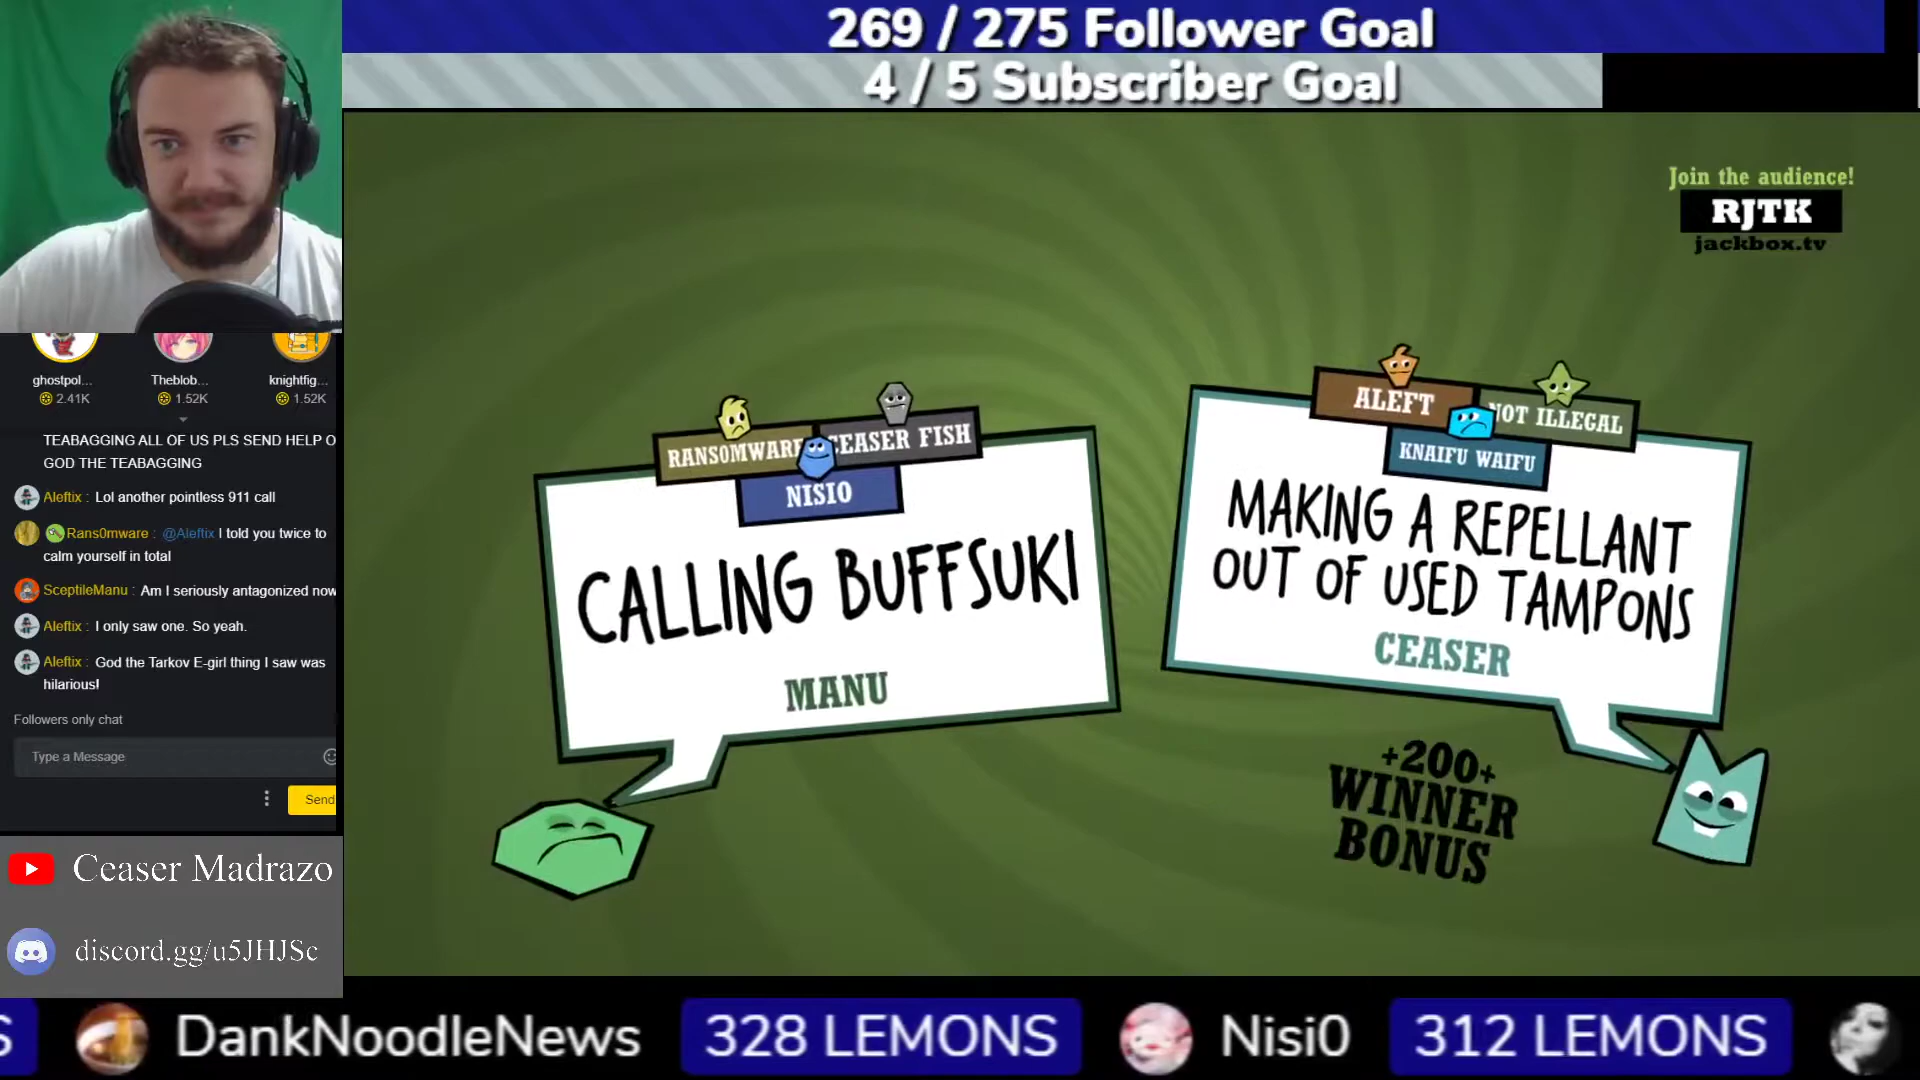 269 / 275 Follower Goal
4 / 5 Subscriber Goal
Join the audience!
RJTK
jackbox.tv
ghostpol...
Theblob...
knightfig...
2.41K
1.52K
1.52K
TEABAGGING ALL OF US PLS SEND HELP O
GOD THE TEABAGGING
Aleftix : Lol another pointless 911 call
Rans0mware : @Aleftix I told you twice to
calm yourself in total
SceptileManu : Am I seriously antagonized now
Aleftix : I only saw one. So yeah.
Aleftix : God the Tarkov E-girl thing I saw was
hilarious!
Followers only chat
Type a Message
Send
Ceaser Madrazo
discord.gg/u5JHJSc
RANSOMWARE
CEASER FISH
NISIO
CALLING BUFFSUKI
MANU
ALEFT
NOT ILLEGAL
KNAIFU WAIFU
MAKING A REPELLANT
OUT OF USED TAMPONS
CEASER
+200+
WINNER
BONUS
S
DankNoodleNews
328 LEMONS
Nisi0
312 LEMONS